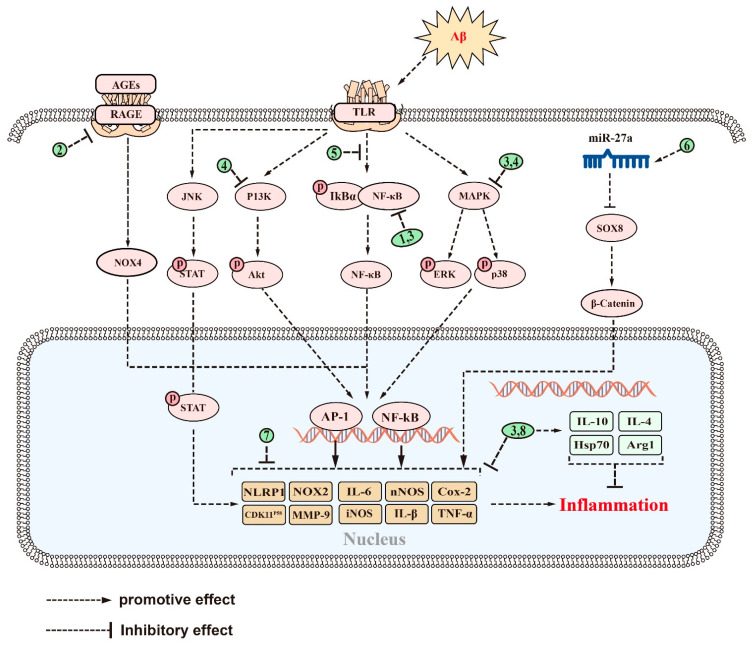 Aβ
AGEs
RAGE
TLR
2
4
5
3,4
miR-27a
6
JNK
P13K
p
IkBα
NF-κB
MAPK
1,3
SOX8
NOX4
p
STAT
p
Akt
NF-κB
p
ERK
p
p38
β-Catenin
p
STAT
AP-1
NF-kB
7
3,8
IL-10
IL-4
Hsp70
Arg1
NLRP1
NOX2
IL-6
nNOS
Cox-2
CDK11ᴾ⁵⁸
MMP-9
iNOS
IL-β
TNF-α
Inflammation
Nucleus
promotive effect
Inhibitory effect